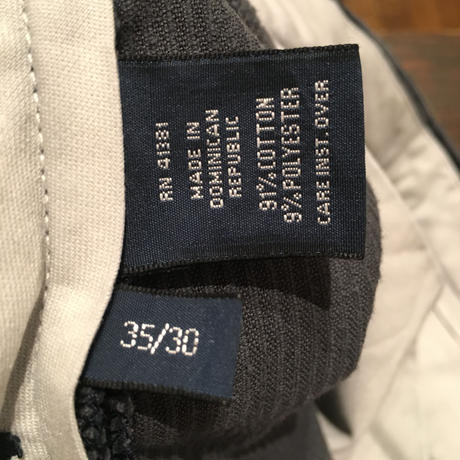 RN 41381
MADE IN
DOMINICAN
REPUBLIC
91% COTTON
9% POLYESTER
CARE INST. OVER
35/30